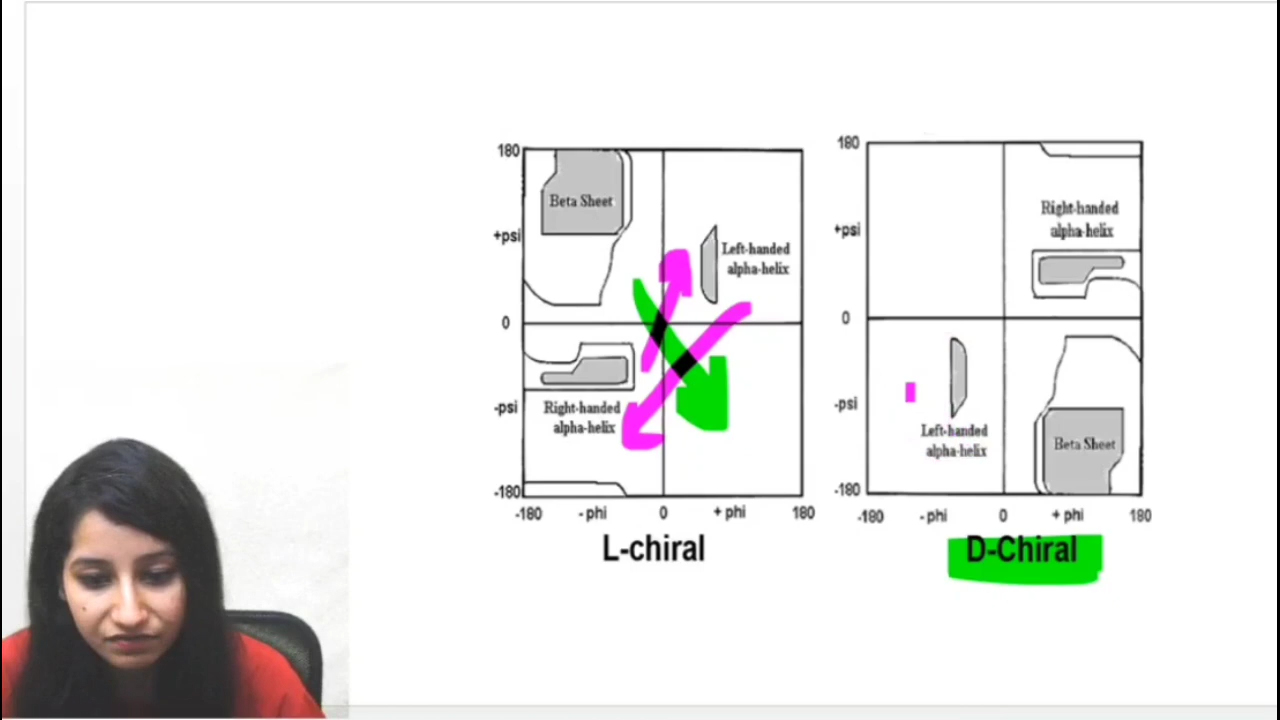 180
Beta Sheet
+psi
Left-handed
alpha-helix
0
-psi
Right-handed
alpha-helix
-180
-180 - phi 0 + phi 180
L-chiral
180
Right-handed
alpha-helix
+psi
0
-psi
Left-handed
alpha-helix
Beta Sheet
-180
-180 - phi 0 + phi 180
D-Chiral